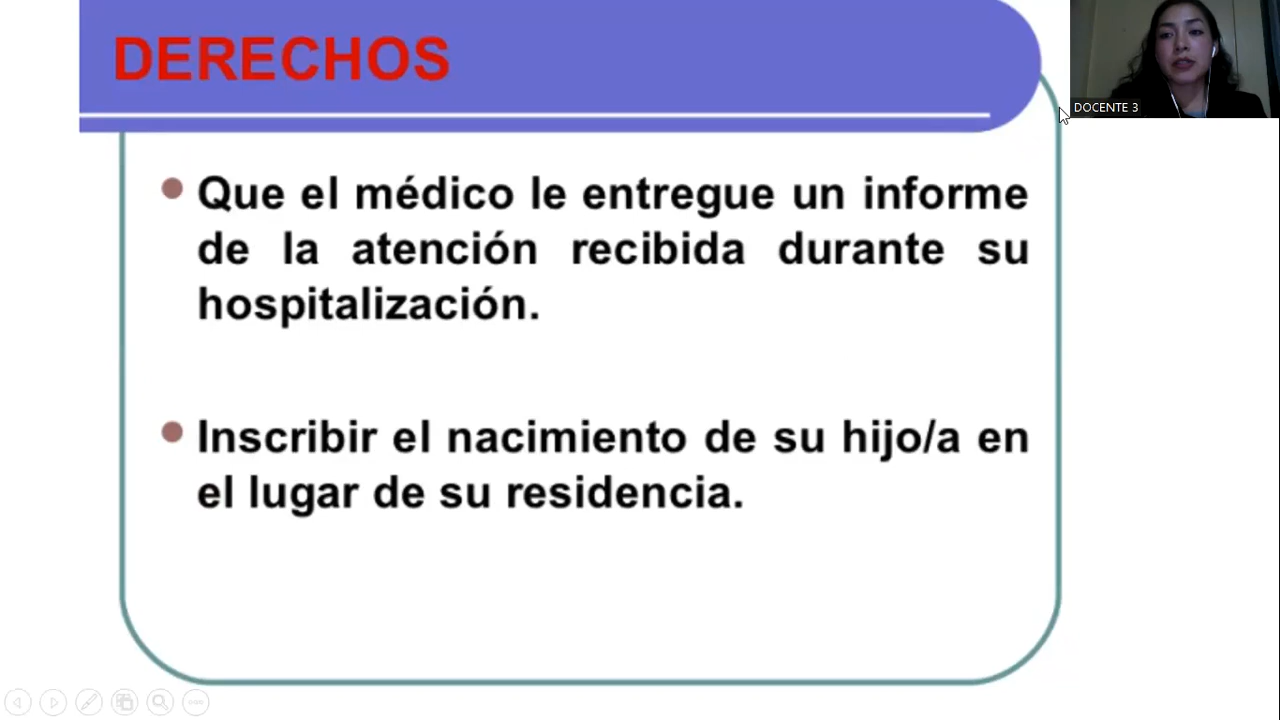 DERECHOS
DOCENTE 3
Que el médico le entregue un informe
de la atención recibida durante su
hospitalización.
Inscribir el nacimiento de su hijo/a en
el lugar de su residencia.